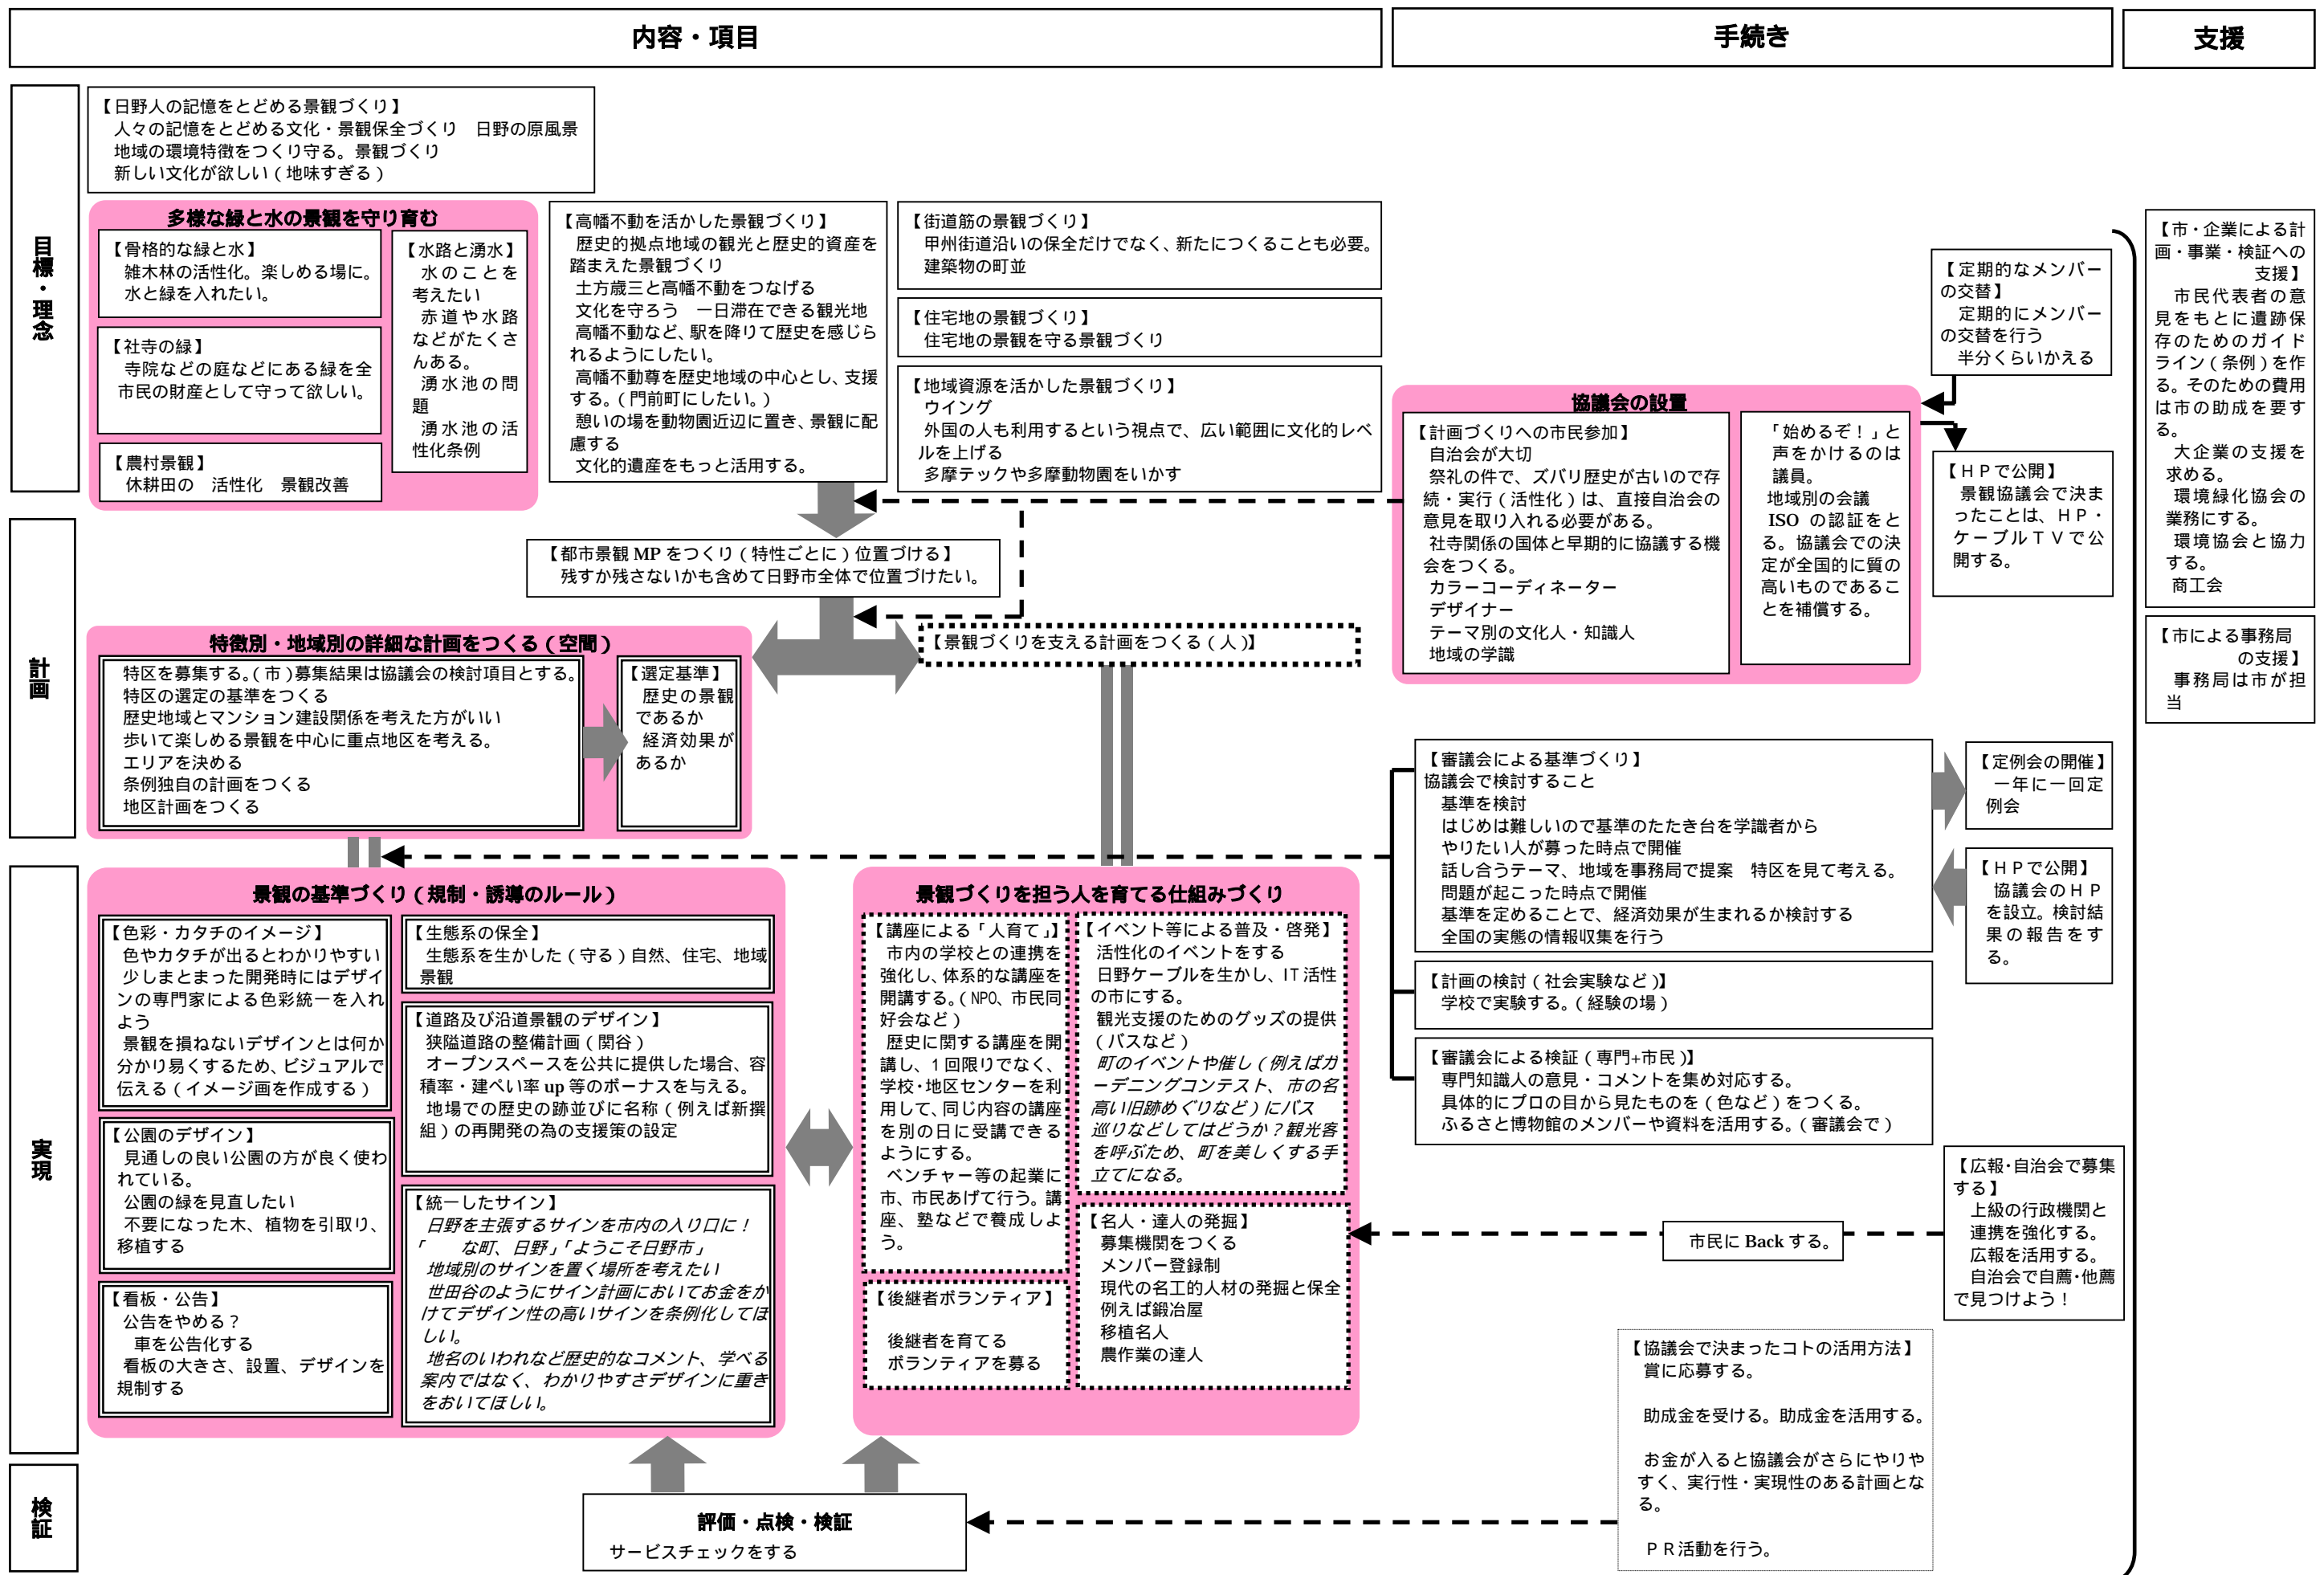 内容・項目
手続き
支援
目標・理念
【日野人の記憶をとどめる景観づくり】
人々の記憶をとどめる文化・景観保全づくり　日野の原風景
地域の環境特徴をつくり守る。景観づくり
新しい文化が欲しい（地味すぎる）
多様な緑と水の景観を守り育む
【骨格的な緑と水】
雑木林の活性化。楽しめる場に。
水と緑を入れたい。
【社寺の緑】
寺院などの庭などにある緑を全
市民の財産として守って欲しい。
【農村景観】
休耕田の　活性化　景観改善
【水路と湧水】
水のことを
考えたい
赤道や水路
などがたくさ
んある。
湧水池の問
題
湧水池の活
性化条例
【高幡不動を活かした景観づくり】
歴史的拠点地域の観光と歴史的資産を
踏まえた景観づくり
土方歳三と高幡不動をつなげる
文化を守ろう　一日滞在できる観光地
高幡不動など、駅を降りて歴史を感じら
れるようにしたい。
高幡不動尊を歴史地域の中心とし、支援
する。（門前町にしたい。）
憩いの場を動物園近辺に置き、景観に配
慮する
文化的遺産をもっと活用する。
【街道筋の景観づくり】
甲州街道沿いの保全だけでなく、新たにつくることも必要。
建築物の町並
【住宅地の景観づくり】
住宅地の景観を守る景観づくり
【地域資源を活かした景観づくり】
ウイング
外国の人も利用するという視点で、広い範囲に文化的レベ
ルを上げる
多摩テックや多摩動物園をいかす
協議会の設置
【計画づくりへの市民参加】
自治会が大切
祭礼の件で、ズバリ歴史が古いので存
続・実行（活性化）は、直接自治会の
意見を取り入れる必要がある。
社寺関係の国体と早期的に協議する機
会をつくる。
カラーコーディネーター
デザイナー
テーマ別の文化人・知識人
地域の学識
「始めるぞ！」と
声をかけるのは
議員。
地域別の会議
ISO の認証をと
る。協議会での決
定が全国的に質の
高いものであるこ
とを補償する。
【定期的なメンバー
の交替】
定期的にメンバー
の交替を行う
半分くらいかえる
【ＨＰで公開】
景観協議会で決ま
ったことは、ＨＰ・
ケーブルＴＶで公
開する。
【市・企業による計
画・事業・検証への
支援】
市民代表者の意
見をもとに遺跡保
存のためのガイド
ライン（条例）を作
る。そのための費用
は市の助成を要す
る。
大企業の支援を
求める。
環境緑化協会の
業務にする。
環境協会と協力
する。
商工会
【市による事務局
の支援】
事務局は市が担
当
計画
【都市景観 MP をつくり（特性ごとに）位置づける】
残すか残さないかも含めて日野市全体で位置づけたい。
特徴別・地域別の詳細な計画をつくる（空間）
特区を募集する。（市）募集結果は協議会の検討項目とする。
特区の選定の基準をつくる
歴史地域とマンション建設関係を考えた方がいい
歩いて楽しめる景観を中心に重点地区を考える。
エリアを決める
条例独自の計画をつくる
地区計画をつくる
【選定基準】
歴史の景観
であるか
経済効果が
あるか
【景観づくりを支える計画をつくる（人）】
【審議会による基準づくり】
協議会で検討すること
基準を検討
はじめは難しいので基準のたたき台を学識者から
やりたい人が募った時点で開催
話し合うテーマ、地域を事務局で提案　特区を見て考える。
問題が起こった時点で開催
基準を定めることで、経済効果が生まれるか検討する
全国の実態の情報収集を行う
【計画の検討（社会実験など）】
学校で実験する。（経験の場）
【審議会による検証（専門+市民）】
専門知識人の意見・コメントを集め対応する。
具体的にプロの目から見たものを（色など）をつくる。
ふるさと博物館のメンバーや資料を活用する。（審議会で）
【定例会の開催】
一年に一回定
例会
【ＨＰで公開】
協議会のＨＰ
を設立。検討結
果の報告をす
る。
実現
景観の基準づくり（規制・誘導のルール）
【色彩・カタチのイメージ】
色やカタチが出るとわかりやすい
少しまとまった開発時にはデザイ
ンの専門家による色彩統一を入れ
よう
景観を損ねないデザインとは何か
分かり易くするため、ビジュアルで
伝える（イメージ画を作成する）
【公園のデザイン】
見通しの良い公園の方が良く使わ
れている。
公園の緑を見直したい
不要になった木、植物を引取り、
移植する
【看板・公告】
公告をやめる？
車を公告化する
看板の大きさ、設置、デザインを
規制する
【生態系の保全】
生態系を生かした（守る）自然、住宅、地域
景観
【道路及び沿道景観のデザイン】
狭隘道路の整備計画（関谷）
オープンスペースを公共に提供した場合、容
積率・建ぺい率 up 等のボーナスを与える。
地場での歴史の跡並びに名称（例えば新撰
組）の再開発の為の支援策の設定
【統一したサイン】
日野を主張するサインを市内の入り口に！
「　　な町、日野」「ようこそ日野市」
地域別のサインを置く場所を考えたい
世田谷のようにサイン計画においてお金をか
けてデザイン性の高いサインを条例化してほ
しい。
地名のいわれなど歴史的なコメント、学べる
案内ではなく、わかりやすさデザインに重き
をおいてほしい。
景観づくりを担う人を育てる仕組みづくり
【講座による「人育て」】
市内の学校との連携を
強化し、体系的な講座を
開講する。（NPO、市民同
好会など）
歴史に関する講座を開
講し、1 回限りでなく、
学校・地区センターを利
用して、同じ内容の講座
を別の日に受講できる
ようにする。
ベンチャー等の起業に
市、市民あげて行う。講
座、塾などで養成しよ
う。
【後継者ボランティア】
後継者を育てる
ボランティアを募る
【イベント等による普及・啓発】
活性化のイベントをする
日野ケーブルを生かし、IT 活性
の市にする。
観光支援のためのグッズの提供
（バスなど）
町のイベントや催し（例えばガ
ーデニングコンテスト、市の名
高い旧跡めぐりなど）にバス
巡りなどしてはどうか？観光客
を呼ぶため、町を美しくする手
立てになる。
【名人・達人の発掘】
募集機関をつくる
メンバー登録制
現代の名工的人材の発掘と保全
例えば鍛冶屋
移植名人
農作業の達人
市民に Back する。
【広報・自治会で募集
する】
上級の行政機関と
連携を強化する。
広報を活用する。
自治会で自薦・他薦
で見つけよう！
【協議会で決まったコトの活用方法】
賞に応募する。
助成金を受ける。助成金を活用する。
お金が入ると協議会がさらにやりや
すく、実行性・実現性のある計画とな
る。
ＰＲ活動を行う。
検証
評価・点検・検証
サービスチェックをする